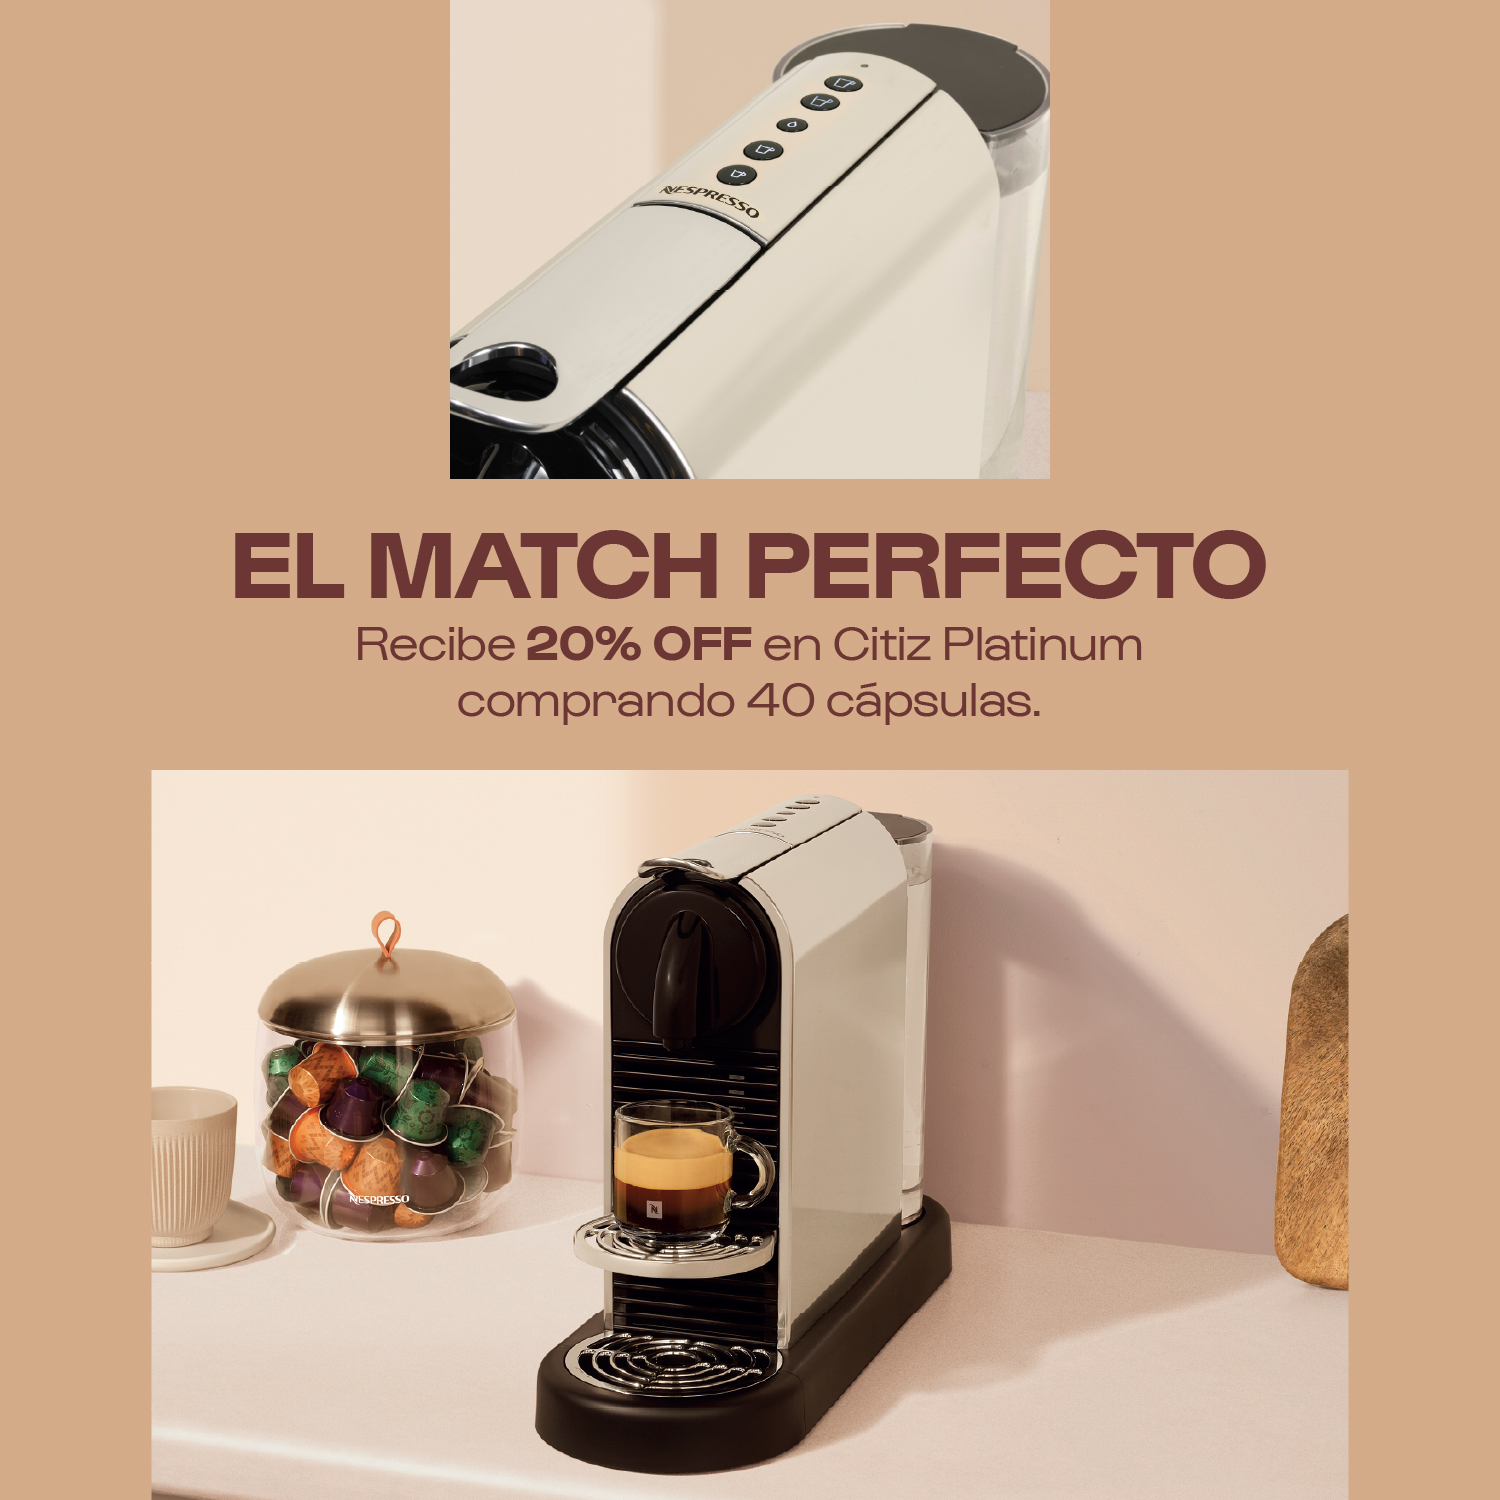 NESPRESSO
EL MATCH PERFECTO
Recibe 20% OFF en Citiz Platinum
comprando 40 cápsulas.
NESPRESSO
N